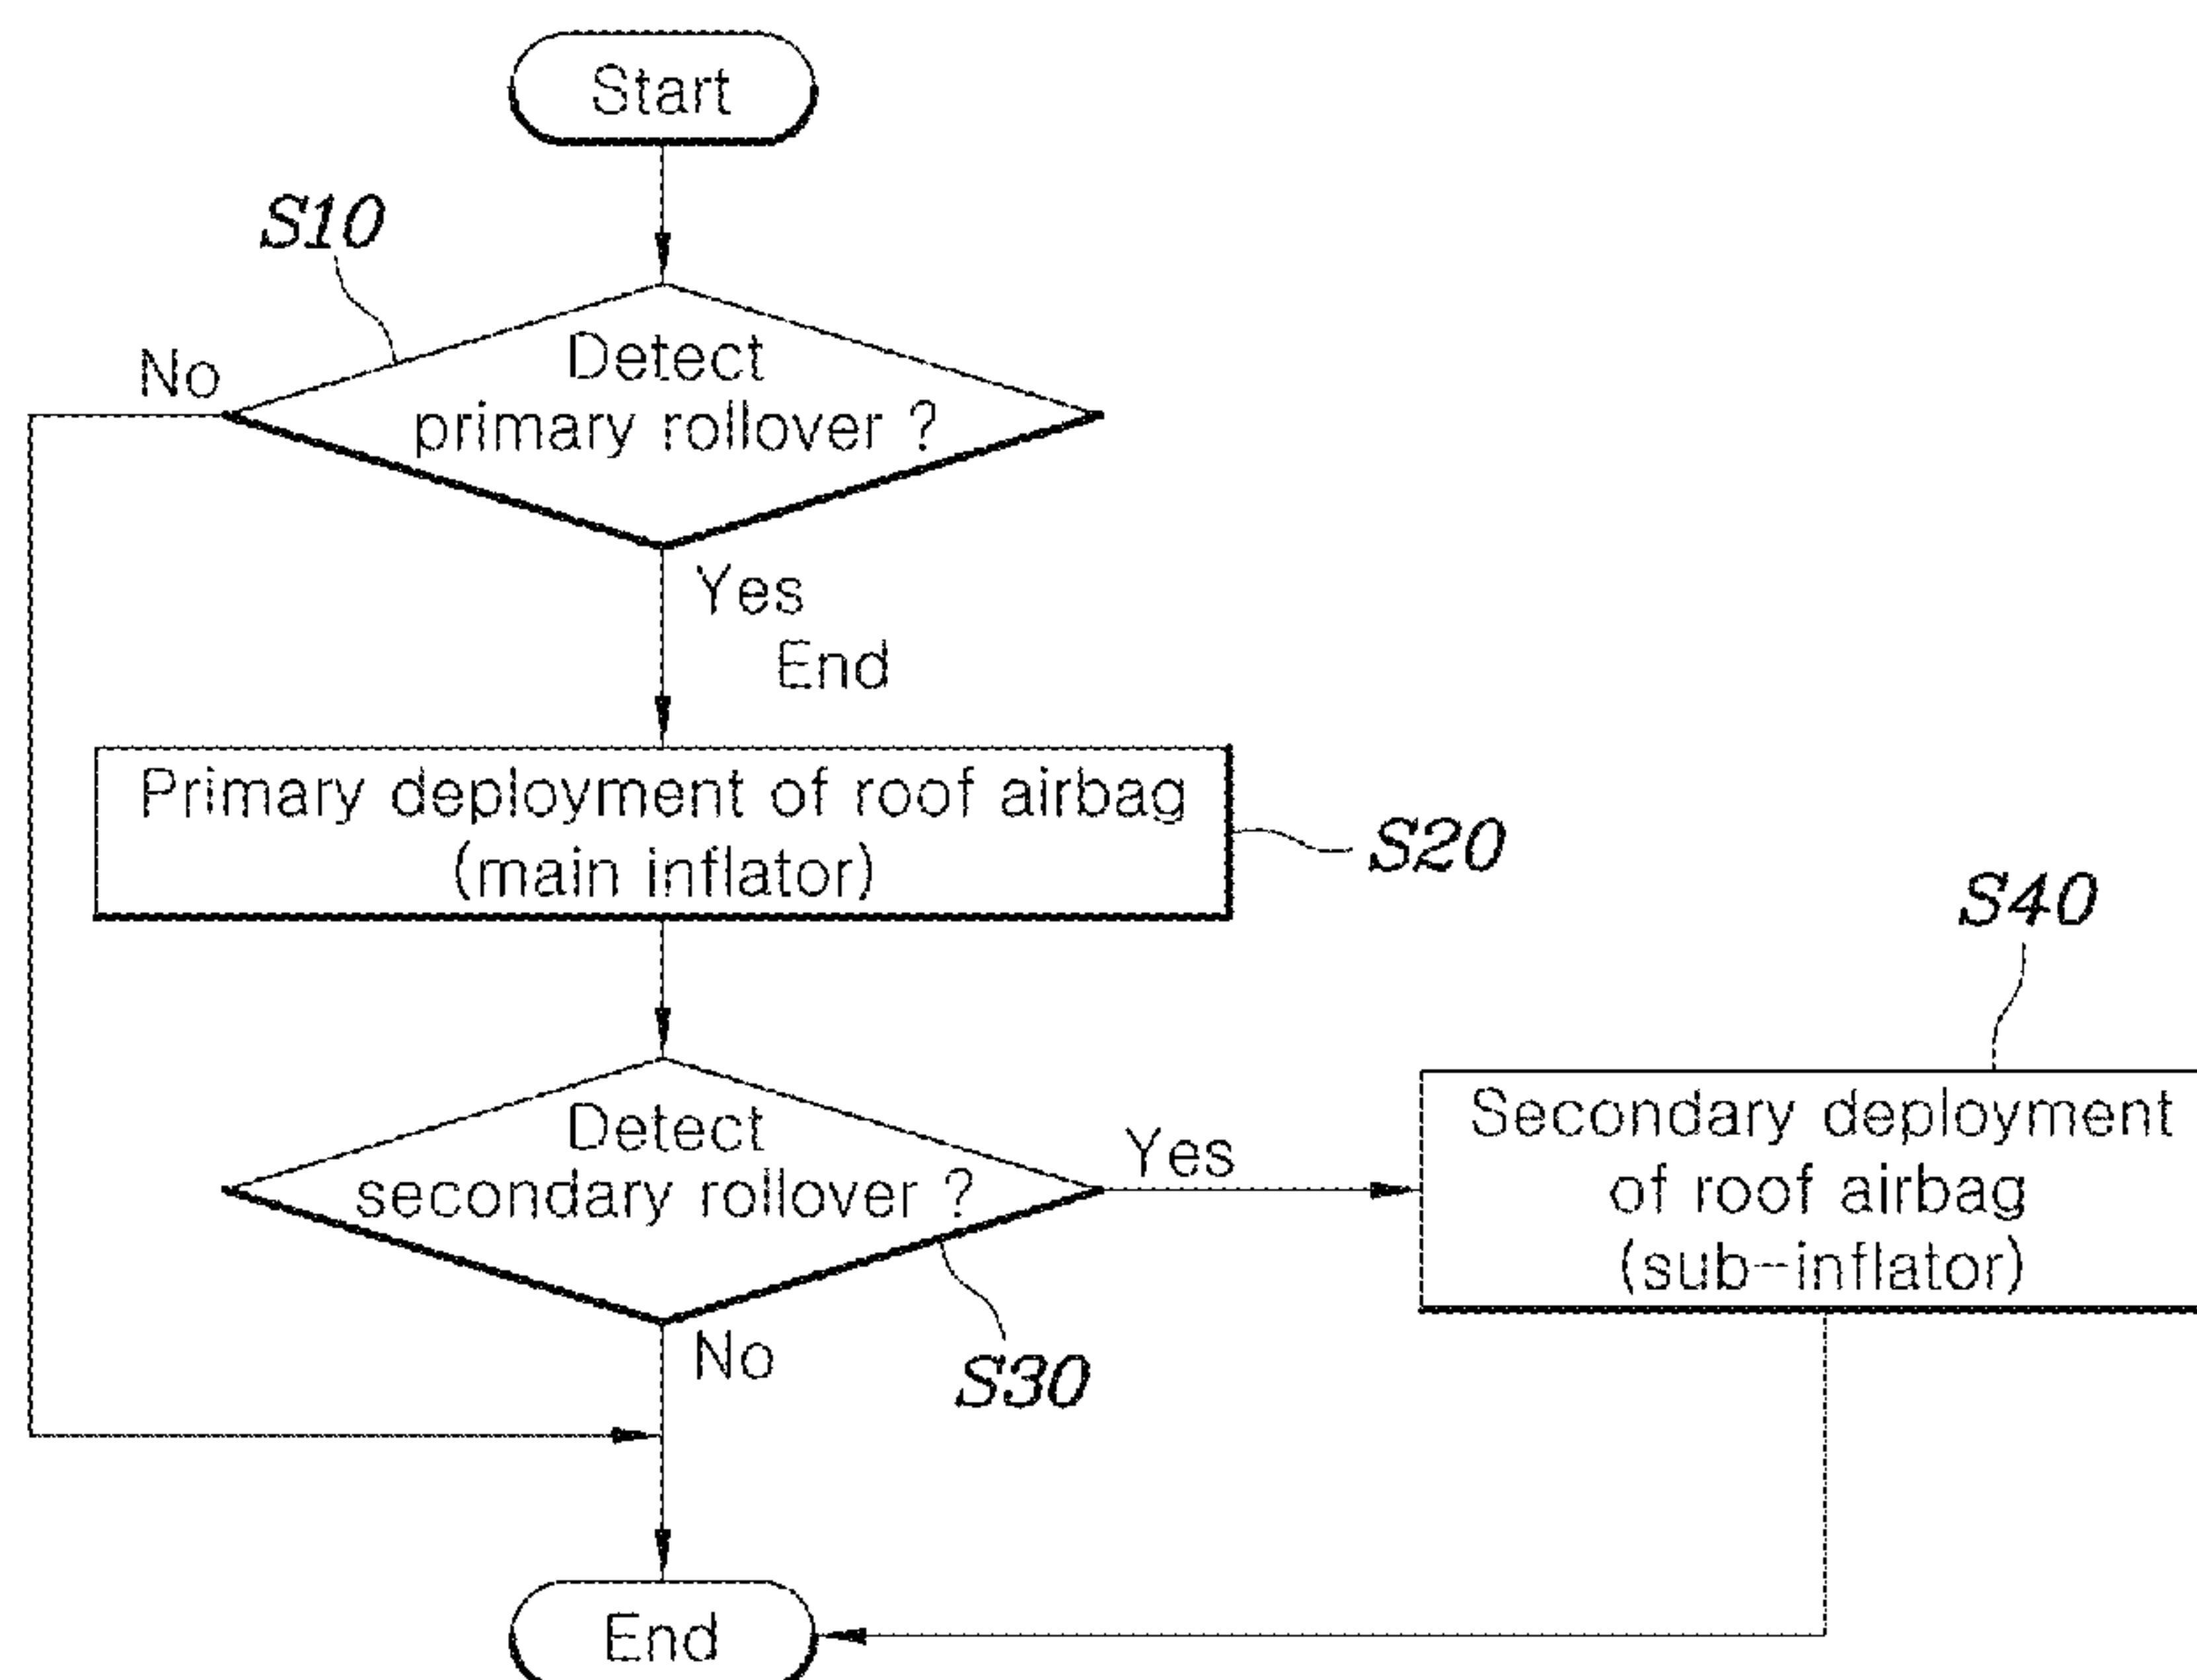 Start
S10
No
Detect
primary rollover ?
Yes
End
Primary deployment of roof airbag
(main inflator)
S20
S40
Detect
secondary rollover ?
Yes
Secondary deployment
of roof airbag
(sub-inflator)
No
S30
End